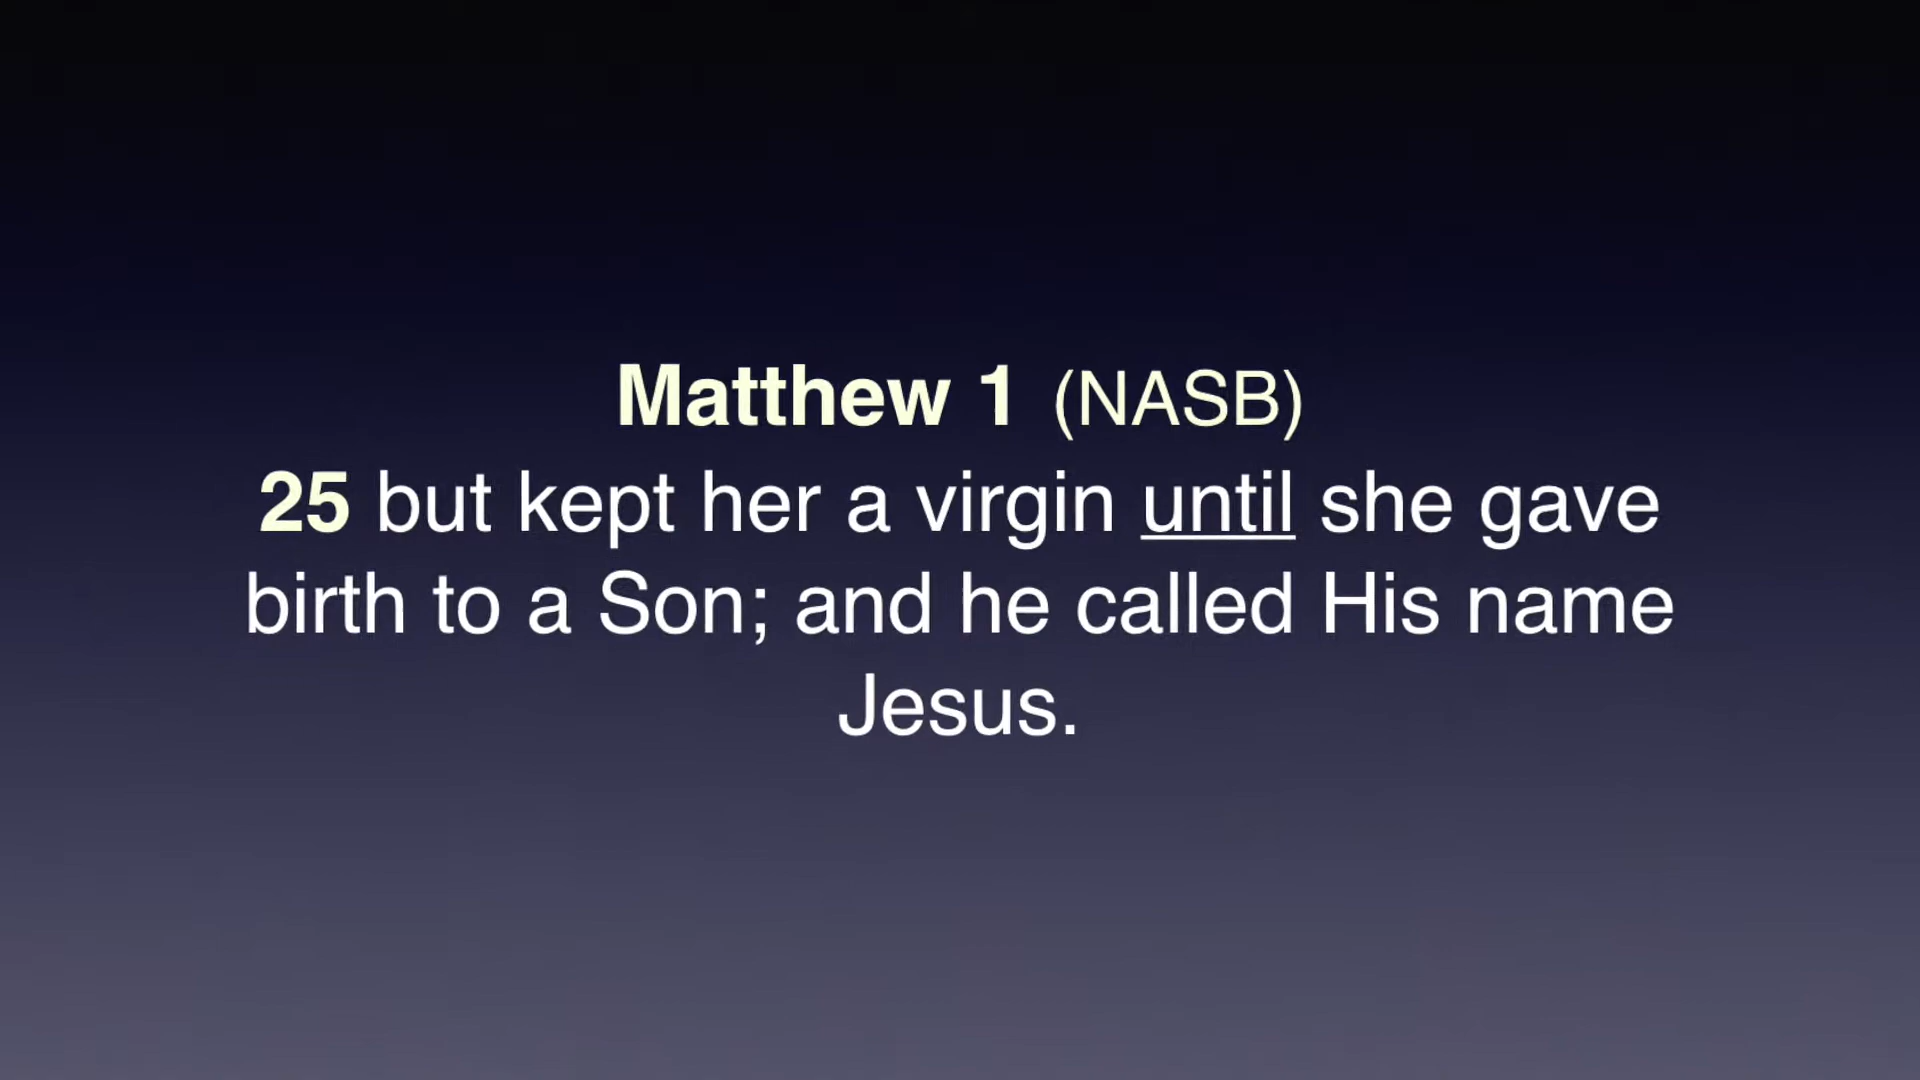 Matthew 1 (NASB)
25 but kept her a virgin until she gave
birth to a Son; and he called His name
Jesus.